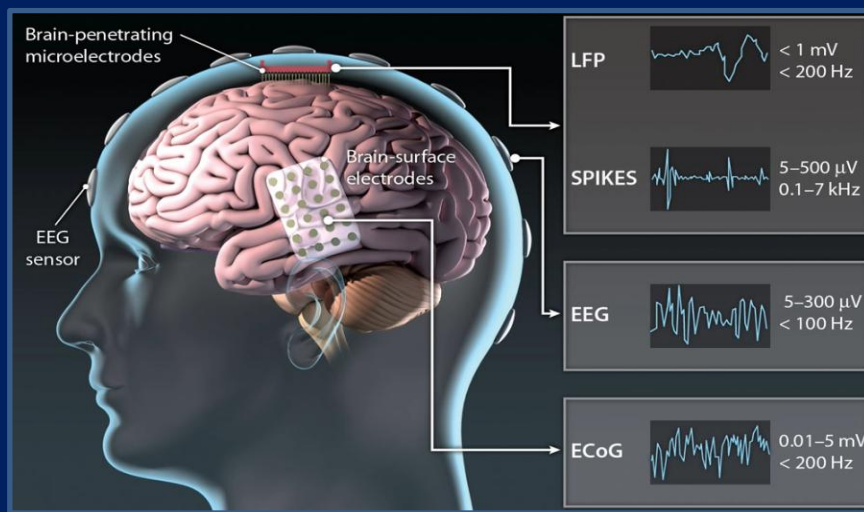 Brain-penetrating
microelectrodes
Brain-surface
electrodes
EEG
sensor
LFP
< 1 mV
< 200 Hz
SPIKES
5–500 µV
0.1–7 kHz
EEG
5–300 µV
< 100 Hz
ECoG
0.01–5 mV
< 200 Hz